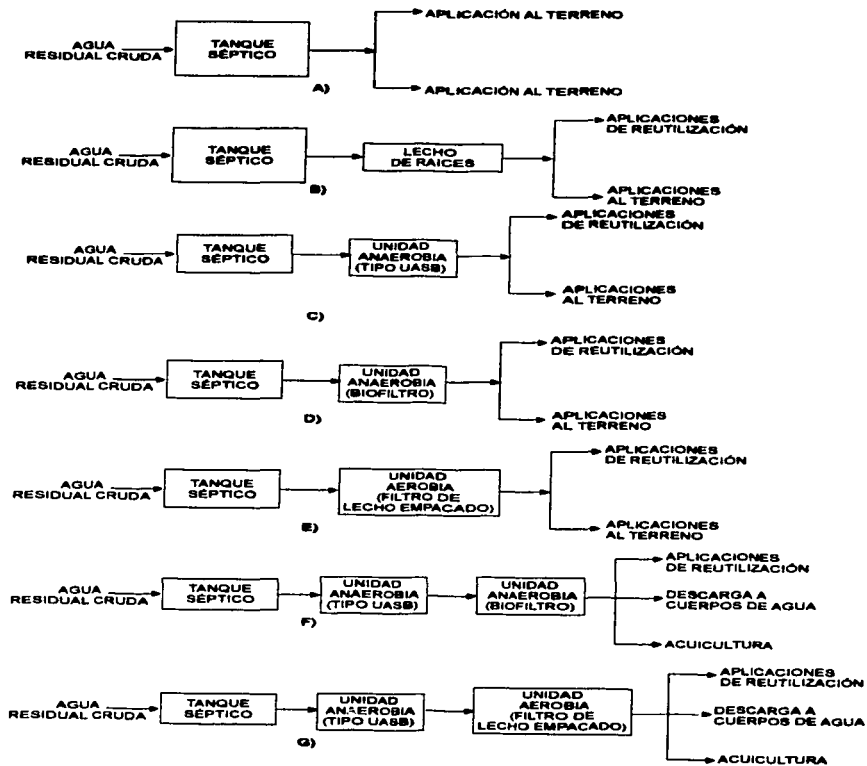 AGUA
RESIDUAL CRUDA
TANQUE
SÉPTICO
APLICACIÓN AL TERRENO
APLICACIÓN AL TERRENO
A)
AGUA
RESIDUAL CRUDA
TANQUE
SÉPTICO
LECHO
DE RAICES
APLICACIONES
DE REUTILIZACIÓN
APLICACIONES
AL TERRENO
B)
AGUA
RESIDUAL CRUDA
TANQUE
SÉPTICO
UNIDAD
ANAEROBIA
(TIPO UASB)
APLICACIONES
DE REUTILIZACIÓN
APLICACIONES
AL TERRENO
C)
AGUA
RESIDUAL CRUDA
TANQUE
SÉPTICO
UNIDAD
ANAEROBIA
(BIOFILTRO)
APLICACIONES
DE REUTILIZACIÓN
APLICACIONES
AL TERRENO
D)
AGUA
RESIDUAL CRUDA
TANQUE
SÉPTICO
UNIDAD
AEROBIA
(FILTRO DE
LECHO EMPACADO)
APLICACIONES
DE REUTILIZACIÓN
APLICACIONES
AL TERRENO
E)
AGUA
RESIDUAL CRUDA
TANQUE
SÉPTICO
UNIDAD
ANAEROBIA
(TIPO UASB)
UNIDAD
ANAEROBIA
(BIOFILTRO)
APLICACIONES
DE REUTILIZACIÓN
DESCARGA A
CUERPOS DE AGUA
ACUICULTURA
F)
AGUA
RESIDUAL CRUDA
TANQUE
SÉPTICO
UNIDAD
ANAEROBIA
(TIPO UASB)
UNIDAD
AEROBIA
(FILTRO DE
LECHO EMPACADO)
APLICACIONES
DE REUTILIZACIÓN
DESCARGA A
CUERPOS DE AGUA
ACUICULTURA
G)